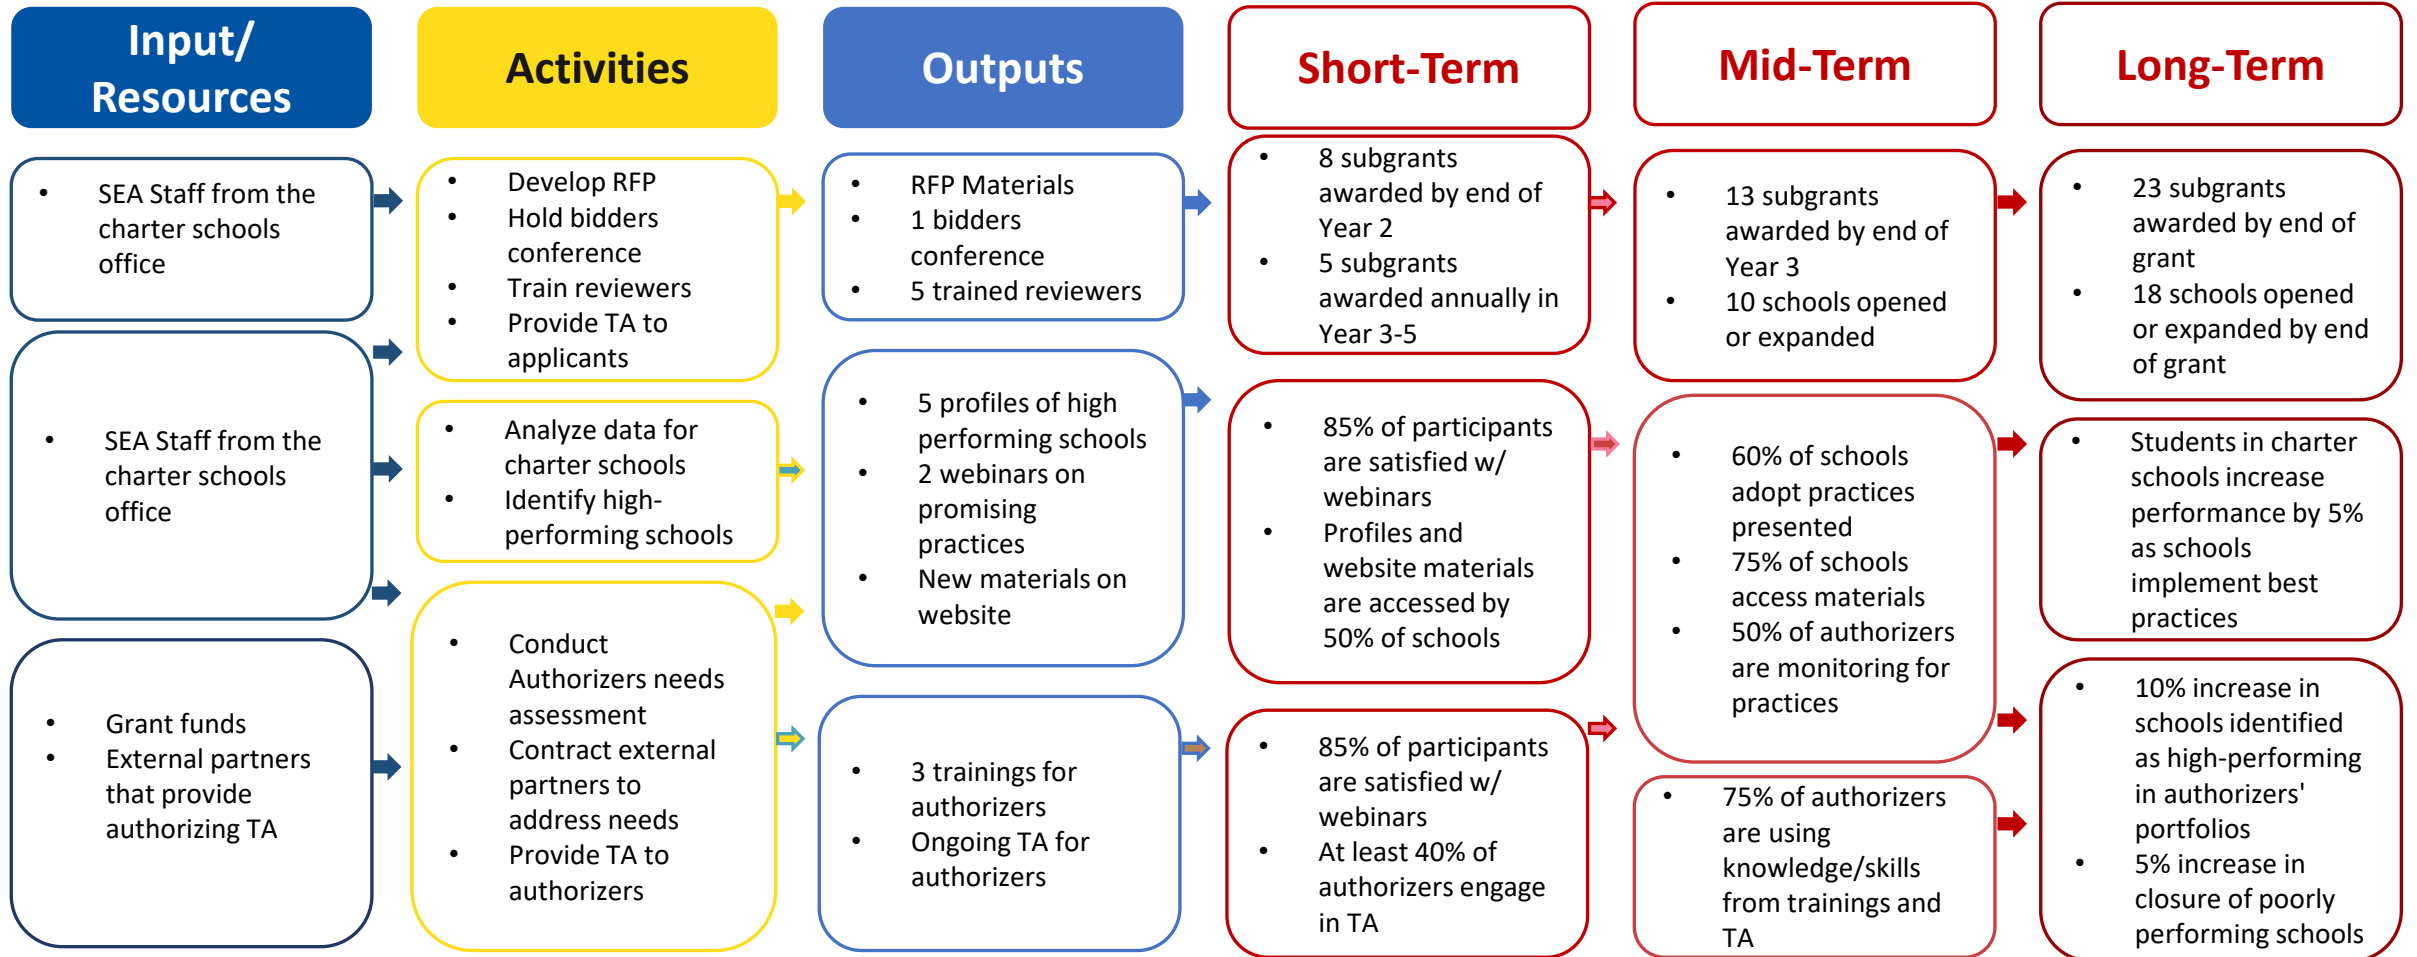 Input/
Resources
Activities
Outputs
Short-Term
Mid-Term
Long-Term
• SEA Staff from the
charter schools
office
• SEA Staff from the
charter schools
office
• Grant funds
• External partners
that provide
authorizing TA
• Develop RFP
• Hold bidders
conference
• Train reviewers
• Provide TA to
applicants
• Analyze data for
charter schools
• Identify high-
performing schools
• Conduct
Authorizers needs
assessment
• Contract external
partners to
address needs
• Provide TA to
authorizers
• RFP Materials
• 1 bidders
conference
• 5 trained reviewers
• 5 profiles of high
performing schools
• 2 webinars on
promising
practices
• New materials on
website
• 3 trainings for
authorizers
• Ongoing TA for
authorizers
• 8 subgrants
awarded by end of
Year 2
• 5 subgrants
awarded annually in
Year 3-5
• 85% of participants
are satisfied w/
webinars
• Profiles and
website materials
are accessed by
50% of schools
• 85% of participants
are satisfied w/
webinars
• At least 40% of
authorizers engage
in TA
• 13 subgrants
awarded by end of
Year 3
• 10 schools opened
or expanded
• 60% of schools
adopt practices
presented
• 75% of schools
access materials
• 50% of authorizers
are monitoring for
practices
• 75% of authorizers
are using
knowledge/skills
from trainings and
TA
• 23 subgrants
awarded by end of
grant
• 18 schools opened
or expanded by end
of grant
• Students in charter
schools increase
performance by 5%
as schools
implement best
practices
• 10% increase in
schools identified
as high-performing
in authorizers'
portfolios
• 5% increase in
closure of poorly
performing schools